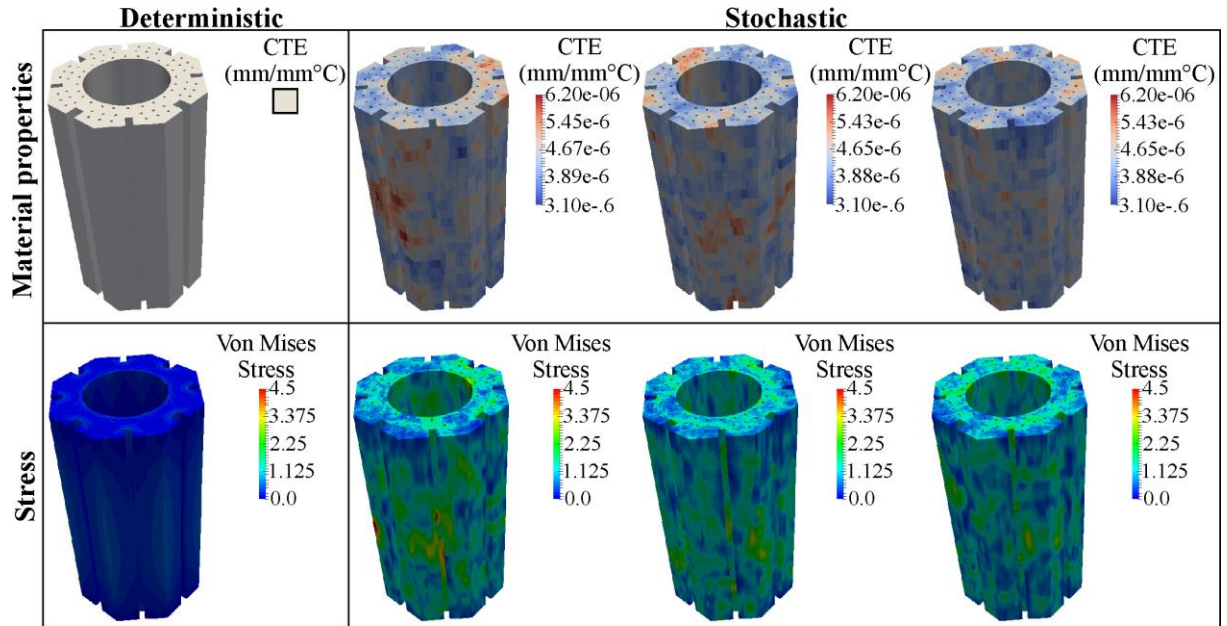 Deterministic
Stochastic
Material properties
CTE
(mm/mm°C)
CTE
(mm/mm°C)
6.20e-06
5.45e-6
4.67e-6
3.89e-6
3.10e-.6
CTE
(mm/mm°C)
6.20e-06
5.43e-6
4.65e-6
3.88e-6
3.10e-.6
CTE
(mm/mm°C)
6.20e-06
5.43e-6
4.65e-6
3.88e-6
3.10e-.6
Stress
Von Mises
Stress
4.5
3.375
2.25
1.125
0.0
Von Mises
Stress
4.5
3.375
2.25
1.125
0.0
Von Mises
Stress
4.5
3.375
2.25
1.125
0.0
Von Mises
Stress
4.5
3.375
2.25
1.125
0.0